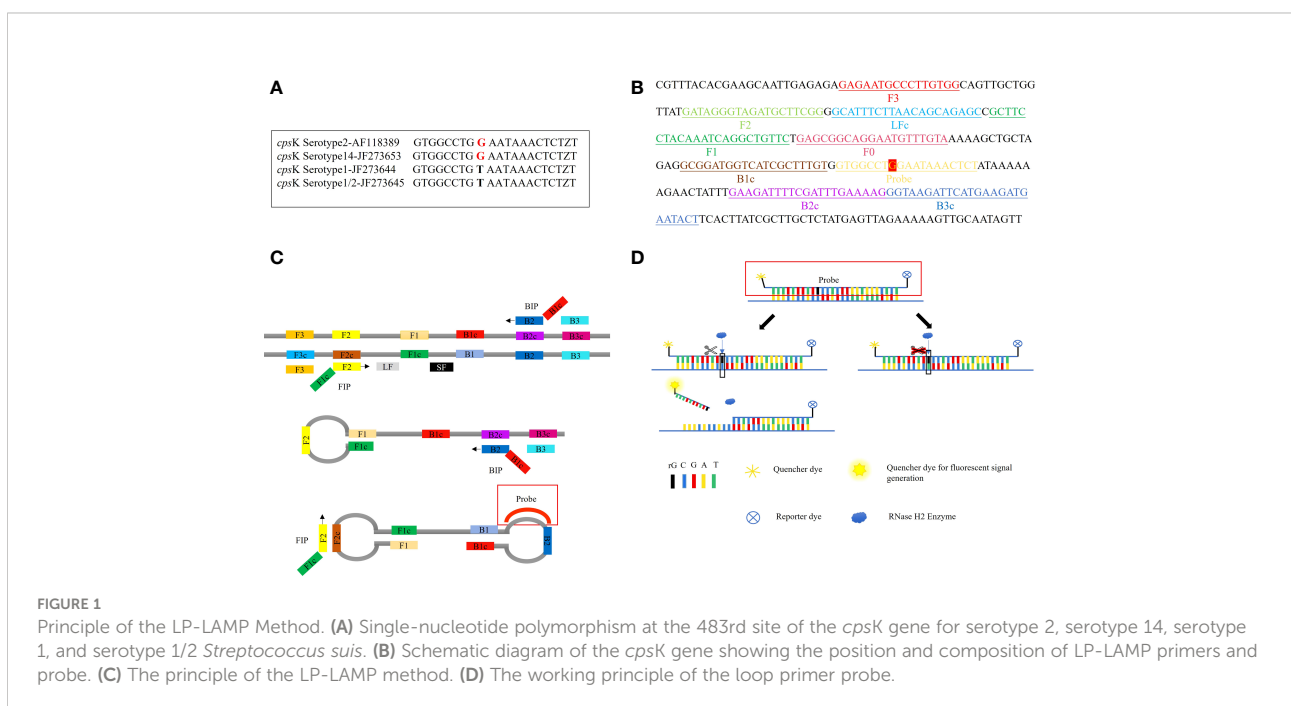 A
cpsK Serotype2-AF118389 GTGGCCTG G AATAAACTCTZT
cpsK Serotype14-JF273653 GTGGCCTG G AATAAACTCTZT
cpsK Serotype1-JF273644 GTGGCCTG T AATAAACTCTZT
cpsK Serotype1/2-JF273645 GTGGCCTG T AATAAACTCTZT
B
CGTTTACACGAAGCAATTGAGAGAGAGAATGCCCTTGTGGCAGTTGCTGG
F3
TTATGATAGGGTAGATGCTTCGGGGCATTTCTTAACAGCAGAGCCGCTTC
F2 LFc
CTACAAATCAGGCTGTTCTGAGCGGCAGGAATGTTTGTAAAAAGCTGCTA
F1 F0
GAGGCGGATGGTCATCGCTTTGTGGTGGCCTGGAATAAACTCTATAAAAA
B1c Probe
AGAACTATTTGAAGATTTTCGATTTGAAAAGGGTAAGATTCATGAAGATG
B2c B3c
AATACTTCACTTATCGCTTGCTCTATGAGTTAGAAAAAGTTGCAATAGTT
C
BIP B1c
B2 B3
F3 F2 F1 B1c B2c B3c
F3c F2c F1c B1 B2 B3
F3 F2 LF SF
F1c FIP
F2 F1 B1c B2c B3c
F1c B2 B3
BIP B1c
Probe
FIP F2 F2c F1c B1 B2
F1c F1 B1c
D
Probe
rG C G A T
Quencher dye
Quencher dye for fluorescent signal
generation
Reporter dye
RNase H2 Enzyme
FIGURE 1
Principle of the LP-LAMP Method. (A) Single-nucleotide polymorphism at the 483rd site of the cpsK gene for serotype 2, serotype 14, serotype
1, and serotype 1/2 Streptococcus suis. (B) Schematic diagram of the cpsK gene showing the position and composition of LP-LAMP primers and
probe. (C) The principle of the LP-LAMP method. (D) The working principle of the loop primer probe.